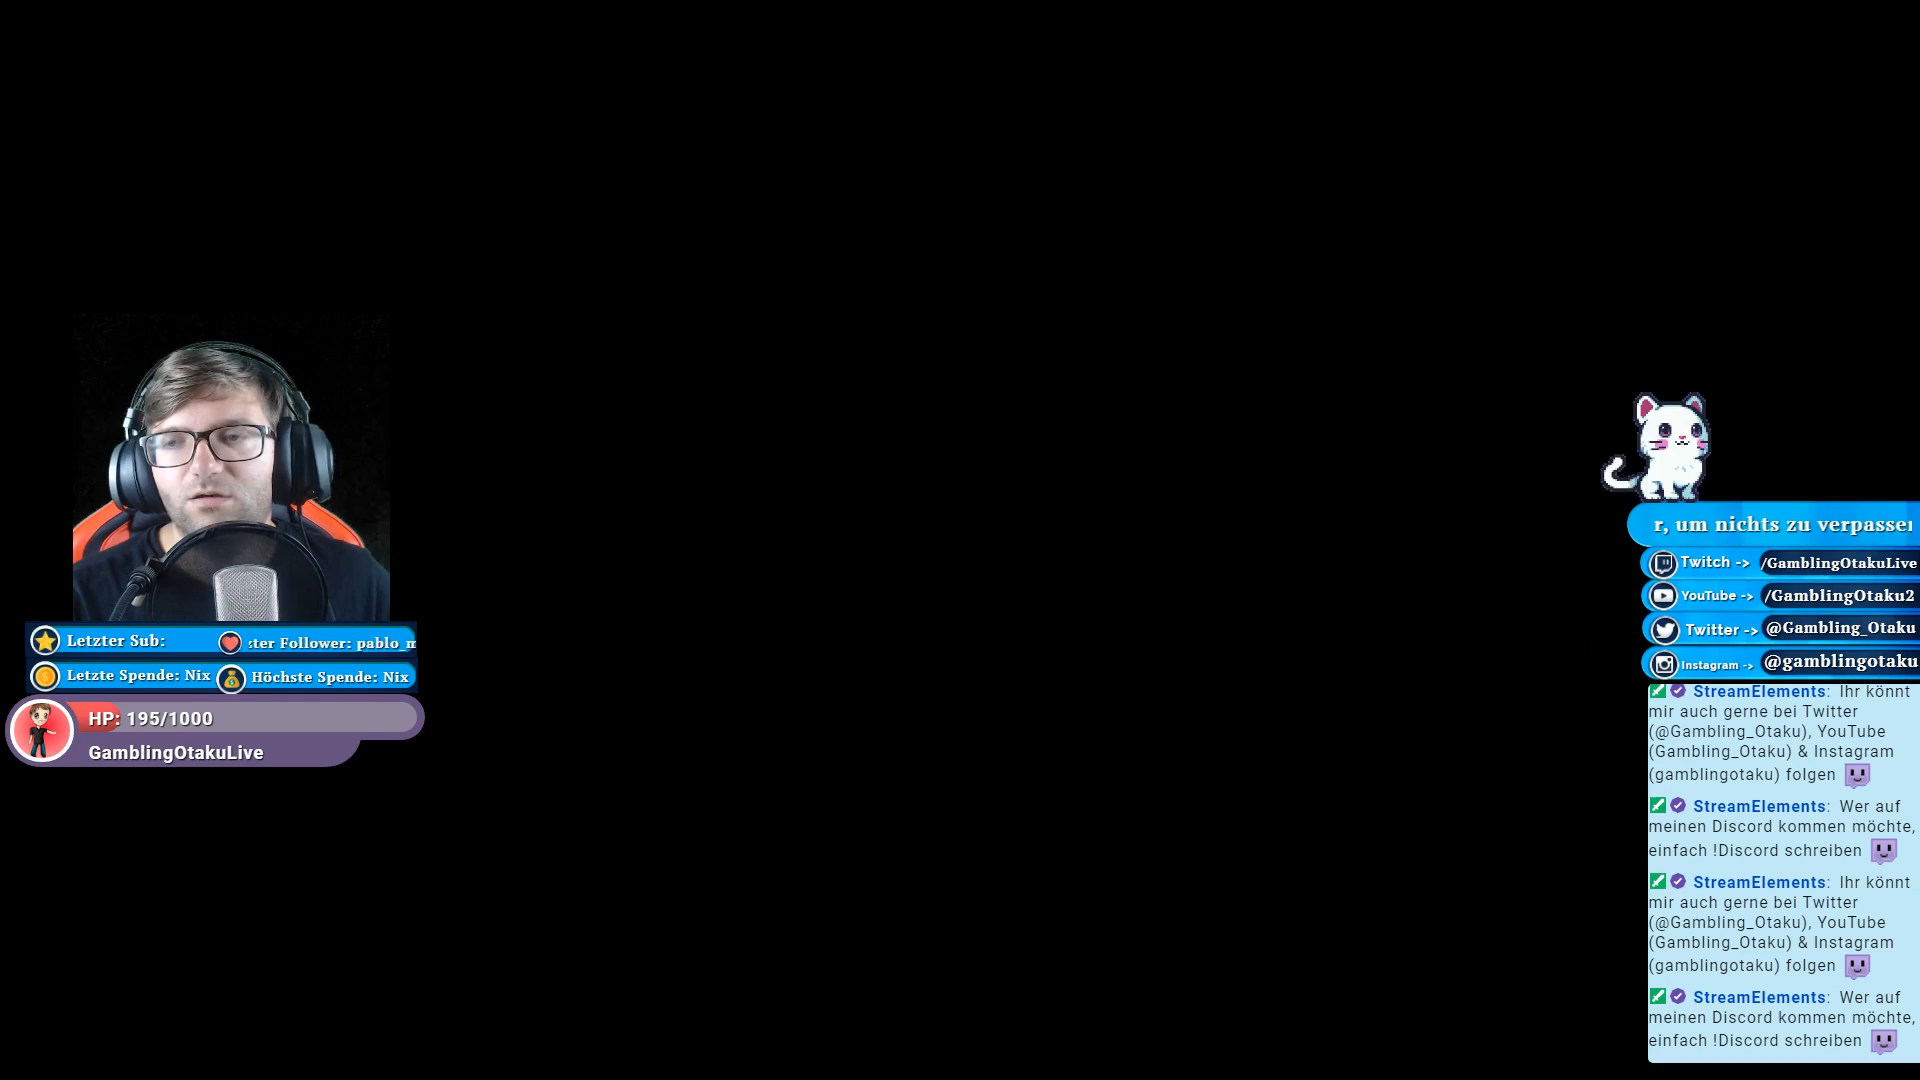 Letzter Sub:
ter Follower: pablo_
Letzte Spende: Nix
Höchste Spende: Nix
HP: 195/1000
GamblingOtakuLive
r, um nichts zu verpassen
Twitch -> /GamblingOtakuLive
YouTube -> /GamblingOtaku2
Twitter -> @Gambling_Otaku
Instagram -> @gamblingotaku
StreamElements: Ihr könnt
mir auch gerne bei Twitter
(@Gambling_Otaku), YouTube
(Gambling_Otaku) & Instagram
(gamblingotaku) folgen
StreamElements: Wer auf
meinen Discord kommen möchte,
einfach !Discord schreiben
StreamElements: Ihr könnt
mir auch gerne bei Twitter
(@Gambling_Otaku), YouTube
(Gambling_Otaku) & Instagram
(gamblingotaku) folgen
StreamElements: Wer auf
meinen Discord kommen möchte,
einfach !Discord schreiben